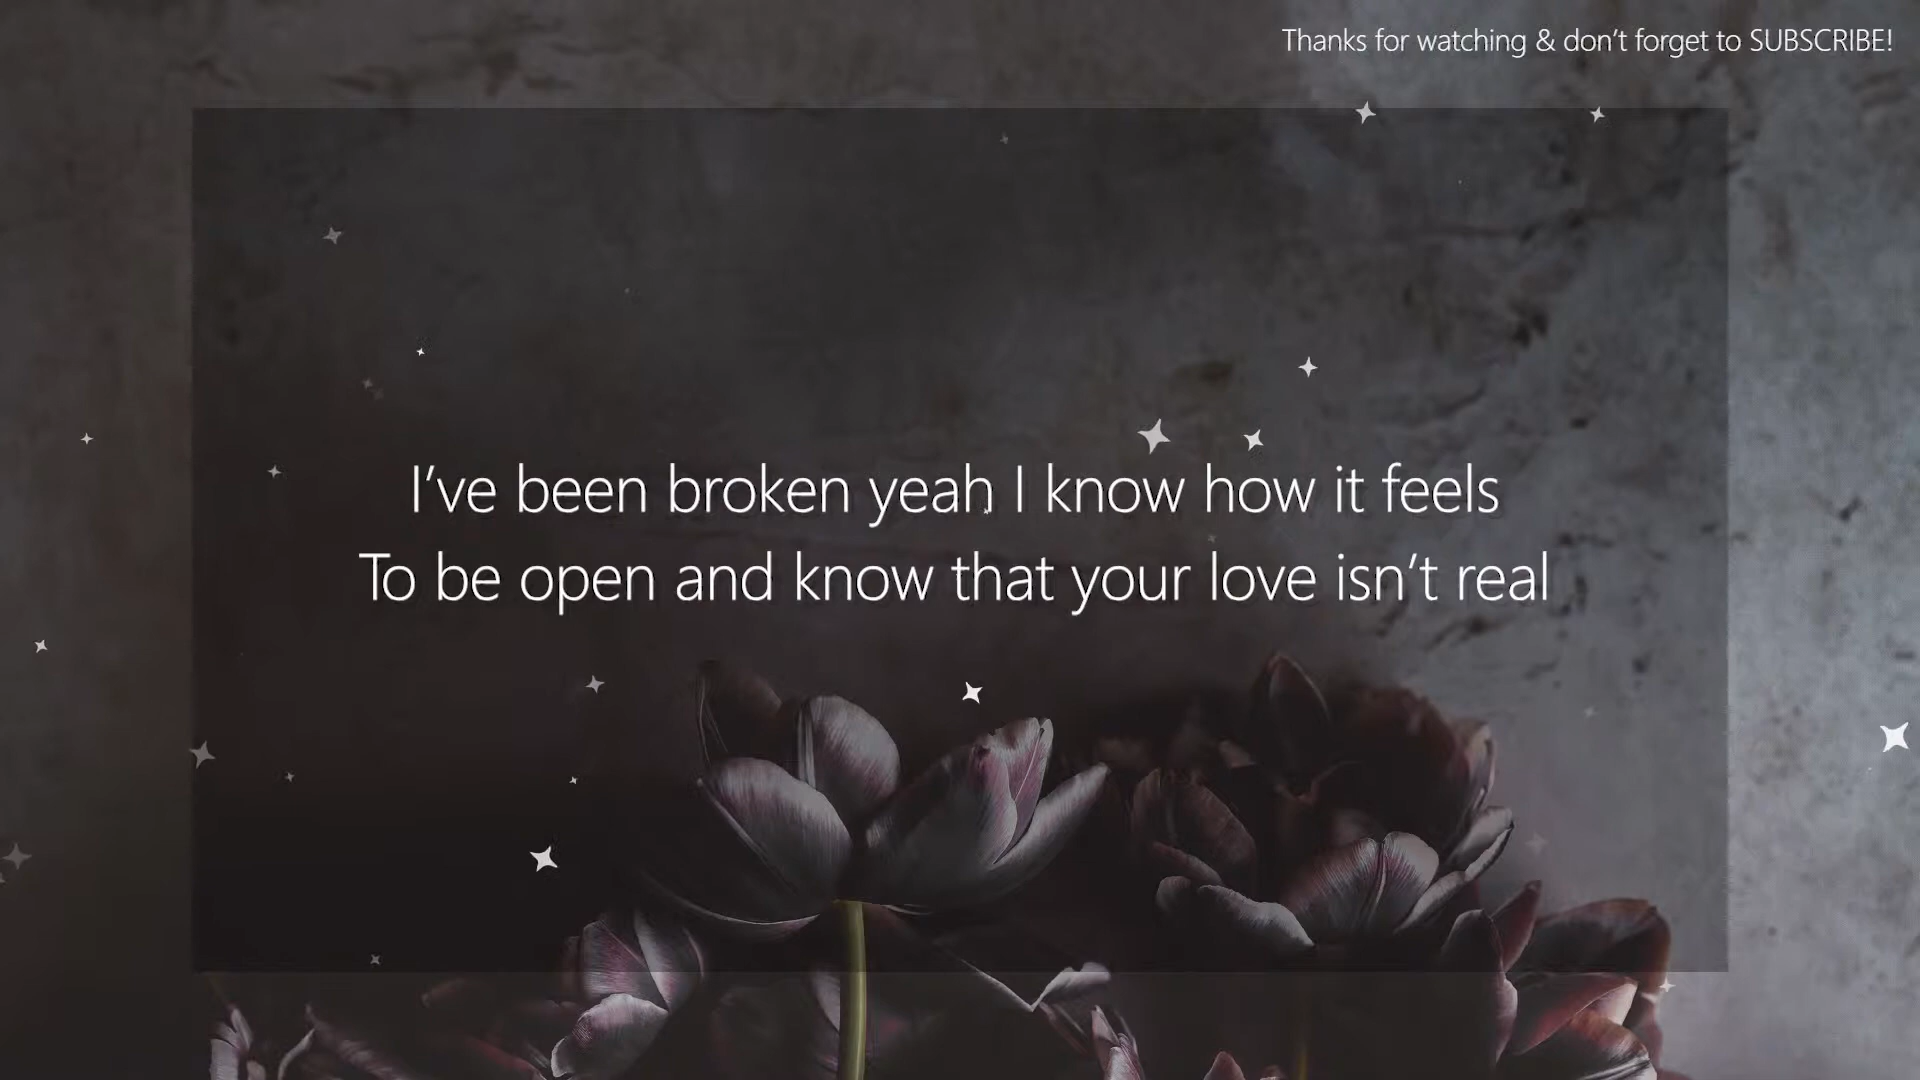 Thanks for watching & don't forget to SUBSCRIBE!
I've been broken yeah I know how it feels
To be open and know that your love isn't real